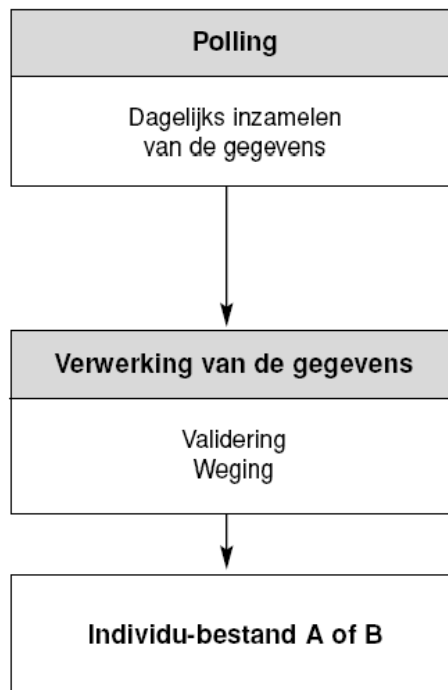 Polling
Dagelijks inzamelen
van de gegevens
Verwerking van de gegevens
Validering
Weging
Individu-bestand A of B